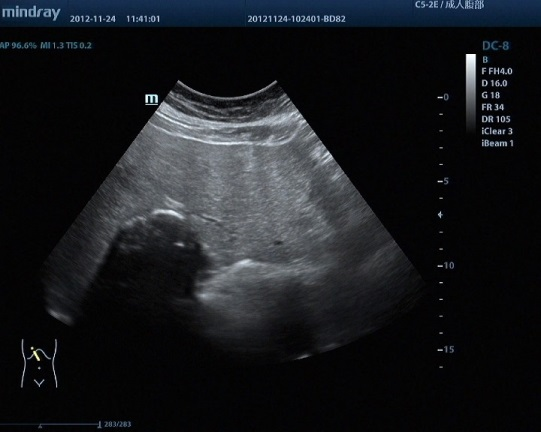 C5-2E / 成人腹部
mindray
2012-11-24 11:41:01
20121124-102401-BD82
AP 96.6% MI 1.3 TIS 0.2
DC-8
B
F FH4.0
D 16.0
G 18
FR 34
DR 105
iClear 3
iBeam 1
m
0
5
10
15
283/283